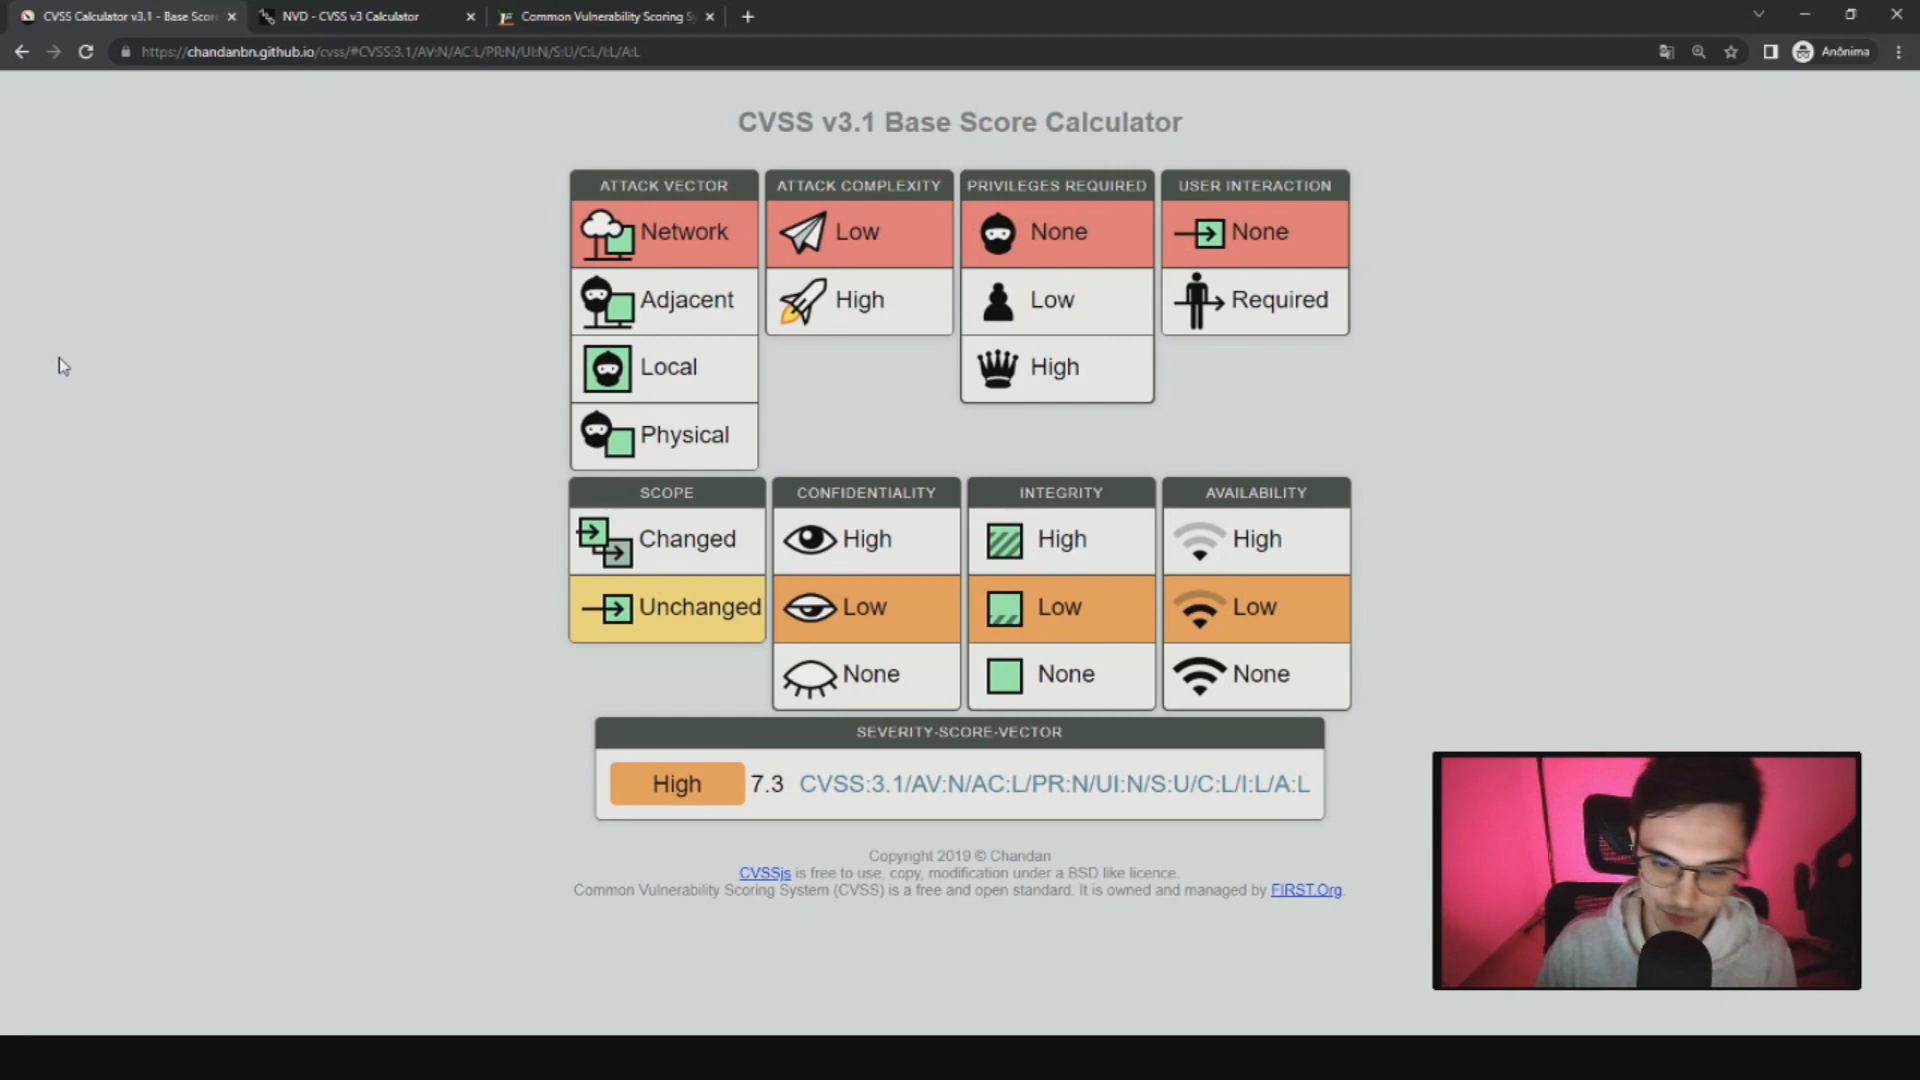 CVSS Calculator v3.1 - Base Scor
NVD - CVSS v3 Calculator
Common Vulnerability Scoring Sy
https://chandanbn.github.io/cvss/#CVSS:3.1/AV:N/AC:L/PR:N/UI:N/S:U/C:L/I:L/A:L
Anônima
CVSS v3.1 Base Score Calculator
ATTACK VECTOR
Network
Adjacent
Local
Physical
ATTACK COMPLEXITY
Low
High
PRIVILEGES REQUIRED
None
Low
High
USER INTERACTION
None
Required
SCOPE
Changed
Unchanged
CONFIDENTIALITY
High
Low
None
INTEGRITY
High
Low
None
AVAILABILITY
High
Low
None
SEVERITY-SCORE-VECTOR
High 7.3 CVSS:3.1/AV:N/AC:L/PR:N/UI:N/S:U/C:L/I:L/A:L
Copyright 2019 © Chandan
CVSSjs is free to use, copy, modification under a BSD like licence.
Common Vulnerability Scoring System (CVSS) is a free and open standard. It is owned and managed by FIRST.Org.